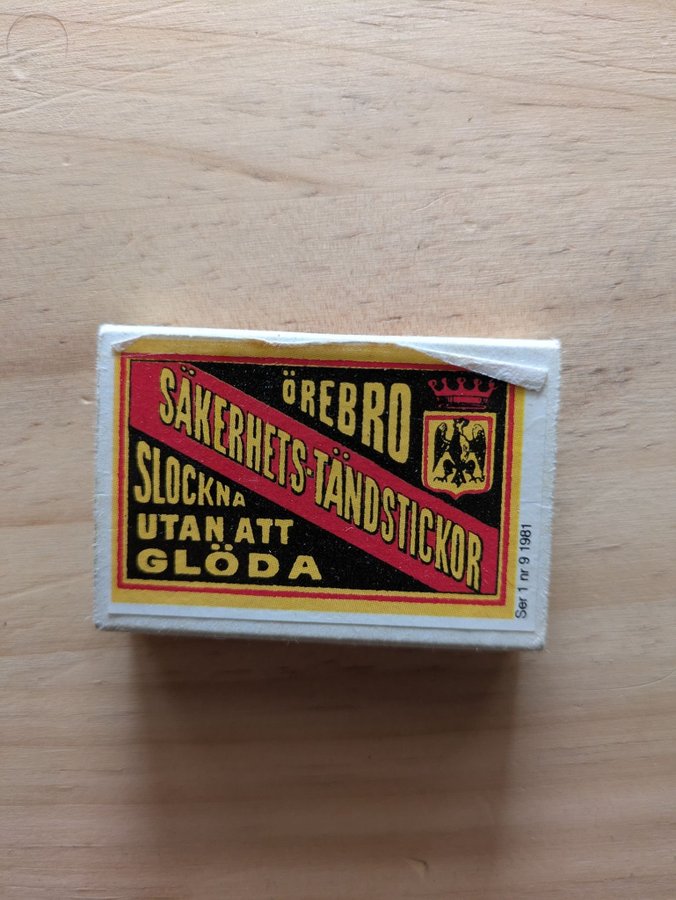 ÖREBRO
SÄKERHETS-TÄNDSTICKOR
SLOCKNA
UTAN ATT
GLÖDA
Ser 1 nr 9 1981